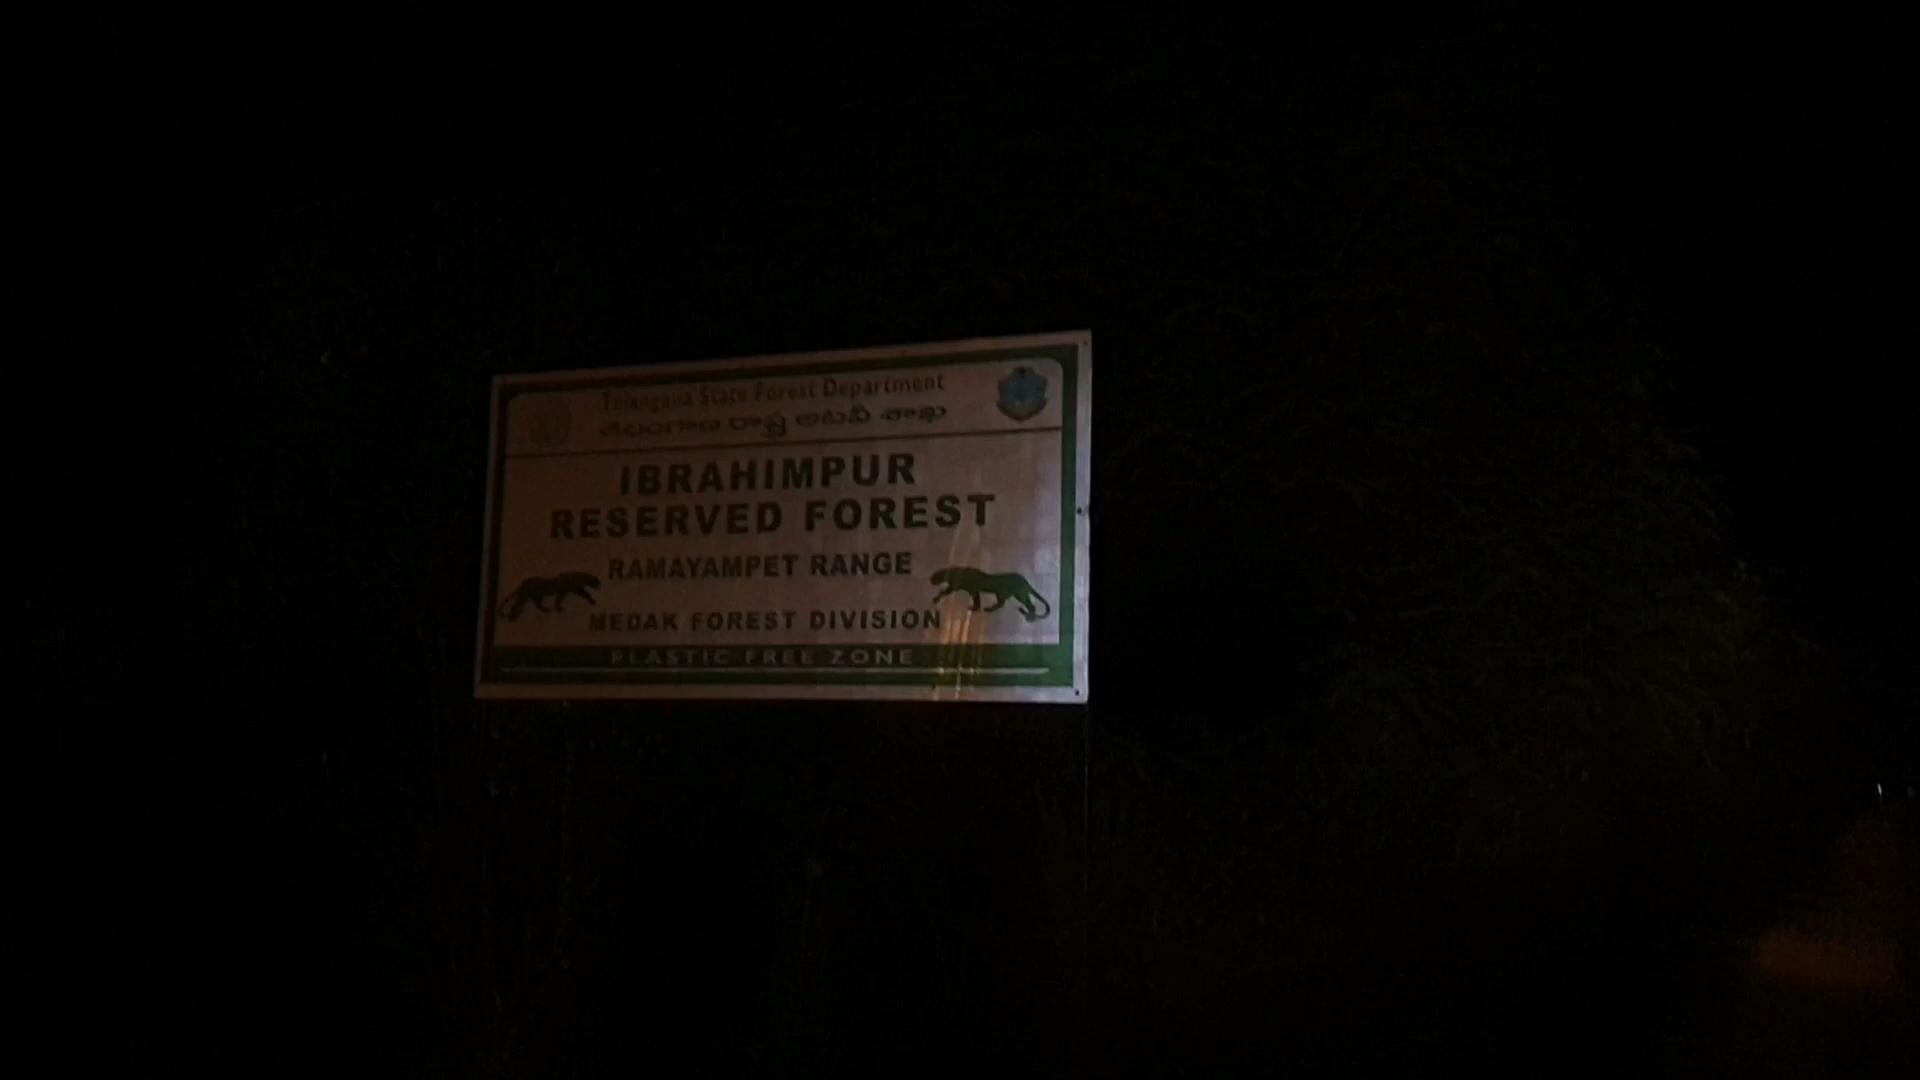 Telangana State Forest Department
తెలంగాణ రాష్ట్ర అటవీ శాఖ
IBRAHIMPUR
RESERVED FOREST
RAMAYAMPET RANGE
MEDAK FOREST DIVISION
PLASTIC FREE ZONE